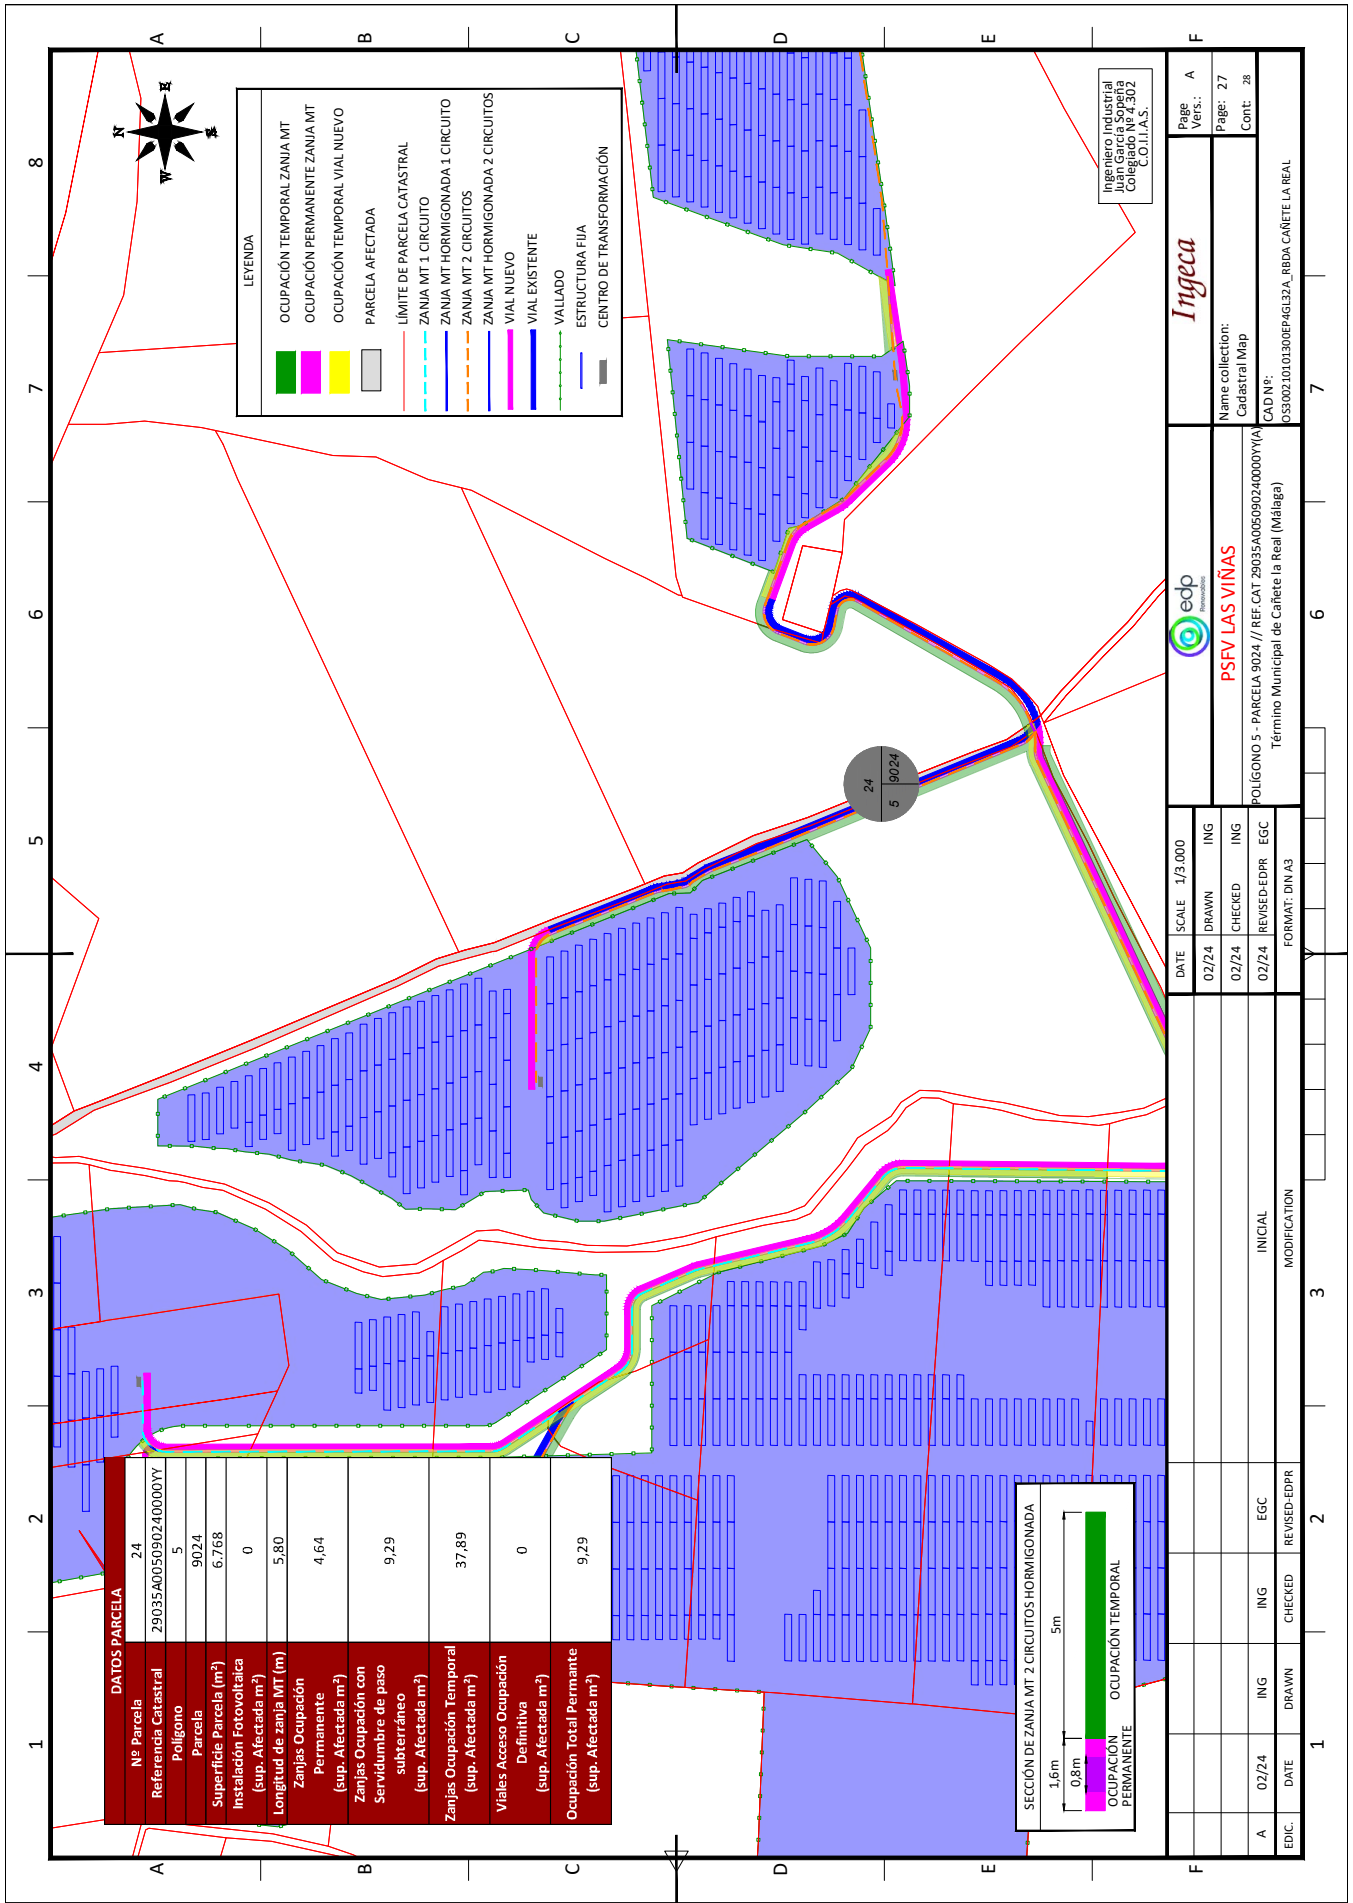 1
2
3
4
5
6
7
8
A
B
C
D
E
F
DATOS PARCELA
Nº Parcela 24
Referencia Catastral 29035A005090240000YY
Polígono 5
Parcela 9024
Superficie Parcela (m²) 6.768
Instalación Fotovoltaica
(sup. Afectada m²) 0
Longitud de zanja MT (m) 5,80
Zanjas Ocupación
Permanente
(sup. Afectada m²) 4,64
Zanjas Ocupación con
Servidumbre de paso
subterráneo
(sup. Afectada m²) 9,29
Zanjas Ocupación Temporal
(sup. Afectada m²) 37,89
Viales Acceso Ocupación
Definitiva
(sup. Afectada m²) 0
Ocupación Total Permante
(sup. Afectada m²) 9,29
24
5 9024
N
W
E
S
LEYENDA
OCUPACIÓN TEMPORAL ZANJA MT
OCUPACIÓN PERMANENTE ZANJA MT
OCUPACIÓN TEMPORAL VIAL NUEVO
PARCELA AFECTADA
LÍMITE DE PARCELA CATASTRAL
ZANJA MT 1 CIRCUITO
ZANJA MT HORMIGONADA 1 CIRCUITO
ZANJA MT 2 CIRCUITOS
ZANJA MT HORMIGONADA 2 CIRCUITOS
VIAL NUEVO
VIAL EXISTENTE
VALLADO
ESTRUCTURA FIJA
CENTRO DE TRANSFORMACIÓN
SECCIÓN DE ZANJA MT 2 CIRCUITOS HORMIGONADA
1,6m
0,8m
5m
OCUPACIÓN
PERMANENTE
OCUPACIÓN TEMPORAL
Ingeniero Industrial
Juan García Sopeña
Colegiado Nº 4.302
C.O.I.I.A.S.
A 02/24 ING ING EGC INICIAL
EDIC. DATE DRAWN CHECKED REVISED-EDPR MODIFICATION
DATE SCALE 1/3.000
02/24 DRAWN ING
02/24 CHECKED ING
02/24 REVISED-EDPR EGC
FORMAT: DIN A3
edp
Renewables
PSFV LAS VIÑAS
POLÍGONO 5 - PARCELA 9024 // REF. CAT 29035A005090240000YY(A)
Término Municipal de Cañete la Real (Málaga)
Ingeca
Name collection:
Cadastral Map
CAD Nº:
OS300210101300EP4GL32A_RBDA CAÑETE LA REAL
Page
Vers.: A
Page: 27
Cont: 28
1
2
3
4
5
6
7
8
A
B
C
D
E
F